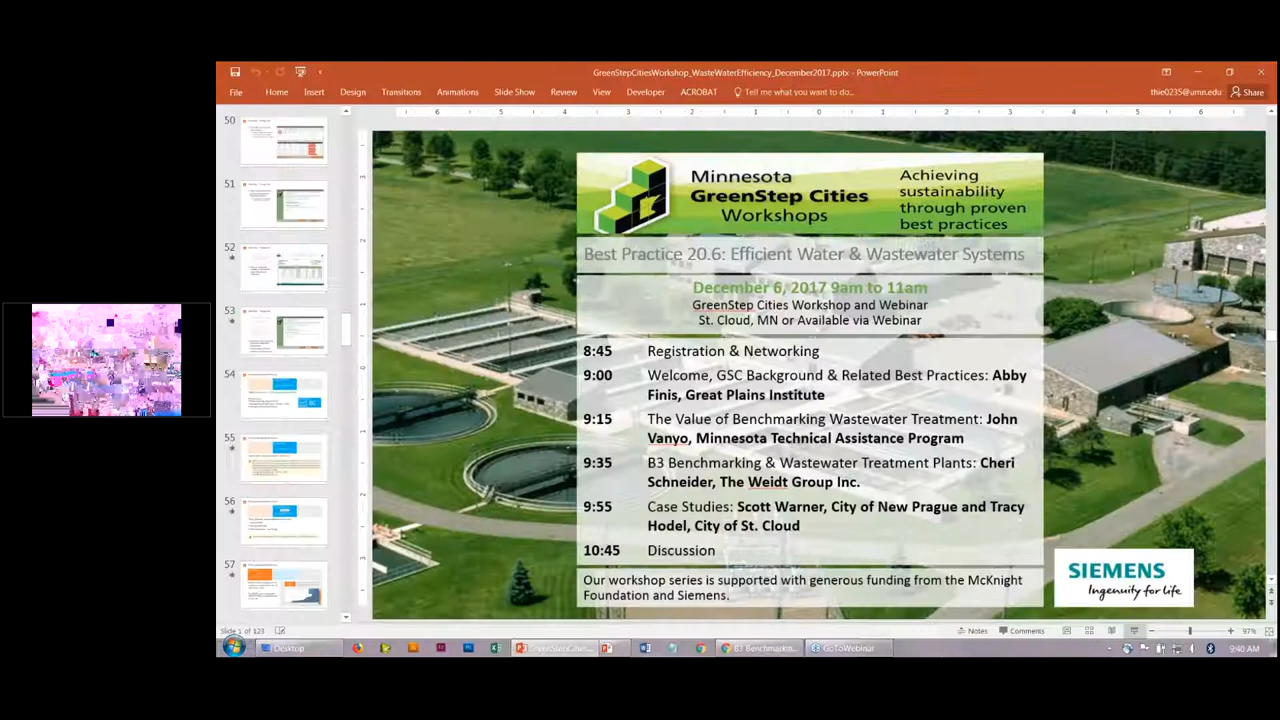 GreenStepCitiesWorkshop_WasteWaterEfficiency_December2017.pptx - PowerPoint
File Home Insert Design Transitions Animations Slide Show Review View Developer ACROBAT Tell me what you want to do... thie0235@umn.edu Share
50
51
52
53
54
55
56
57
Minnesota
GreenStep Cities
Workshops
Achieving
sustainability
through proven
best practices
Best Practice 20.6: Efficient Water & Wastewater Systems
December 6, 2017 9am to 11am
GreenStep Cities Workshop and Webinar
St. Cloud, MN or Available via Webinar
8:45 Registration & Networking
9:00 Welcome, GSC Background & Related Best Practices: Abby
Finis, Great Plains Institute
9:15 The Value of Benchmarking Wastewater Treatment: John
Vanyo, Minnesota Technical Assistance Program
9:35 B3 Benchmarking & Wastewater Treatment Plants: Cheri
Schneider, The Weidt Group Inc.
9:55 Case Studies: Scott Warner, City of New Prague and Tracy
Hodel, City of St. Cloud
10:45 Discussion
Our workshop series is supported with generous funding from the McKnight
Foundation and Siemens.
SIEMENS
Ingenuity for life
Slide 1 of 123 Notes Comments 97%
Desktop GreenStepCities... B3 Benchmarkin... GoToWebinar 9:40 AM